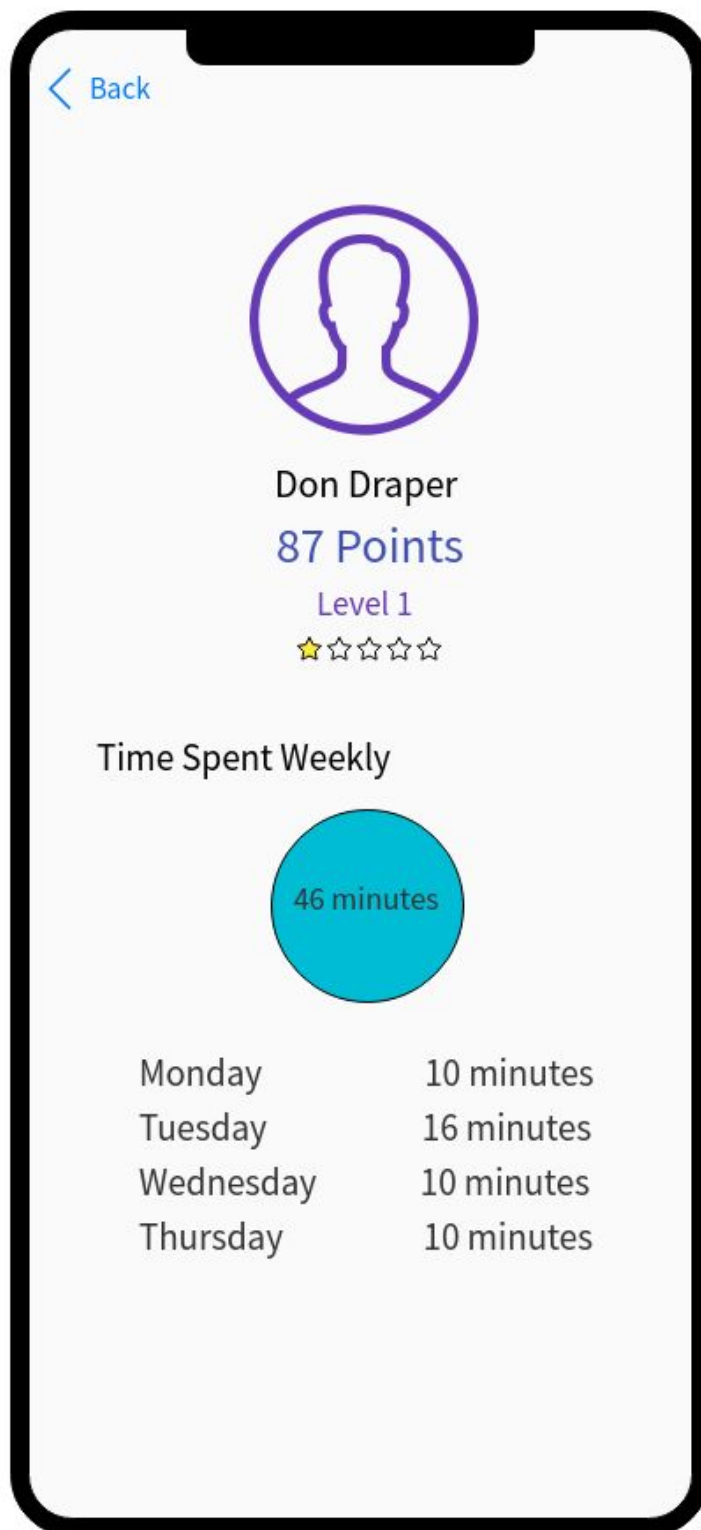 Back
Don Draper
87 Points
Level 1
Time Spent Weekly
46 minutes
Monday 10 minutes
Tuesday 16 minutes
Wednesday 10 minutes
Thursday 10 minutes